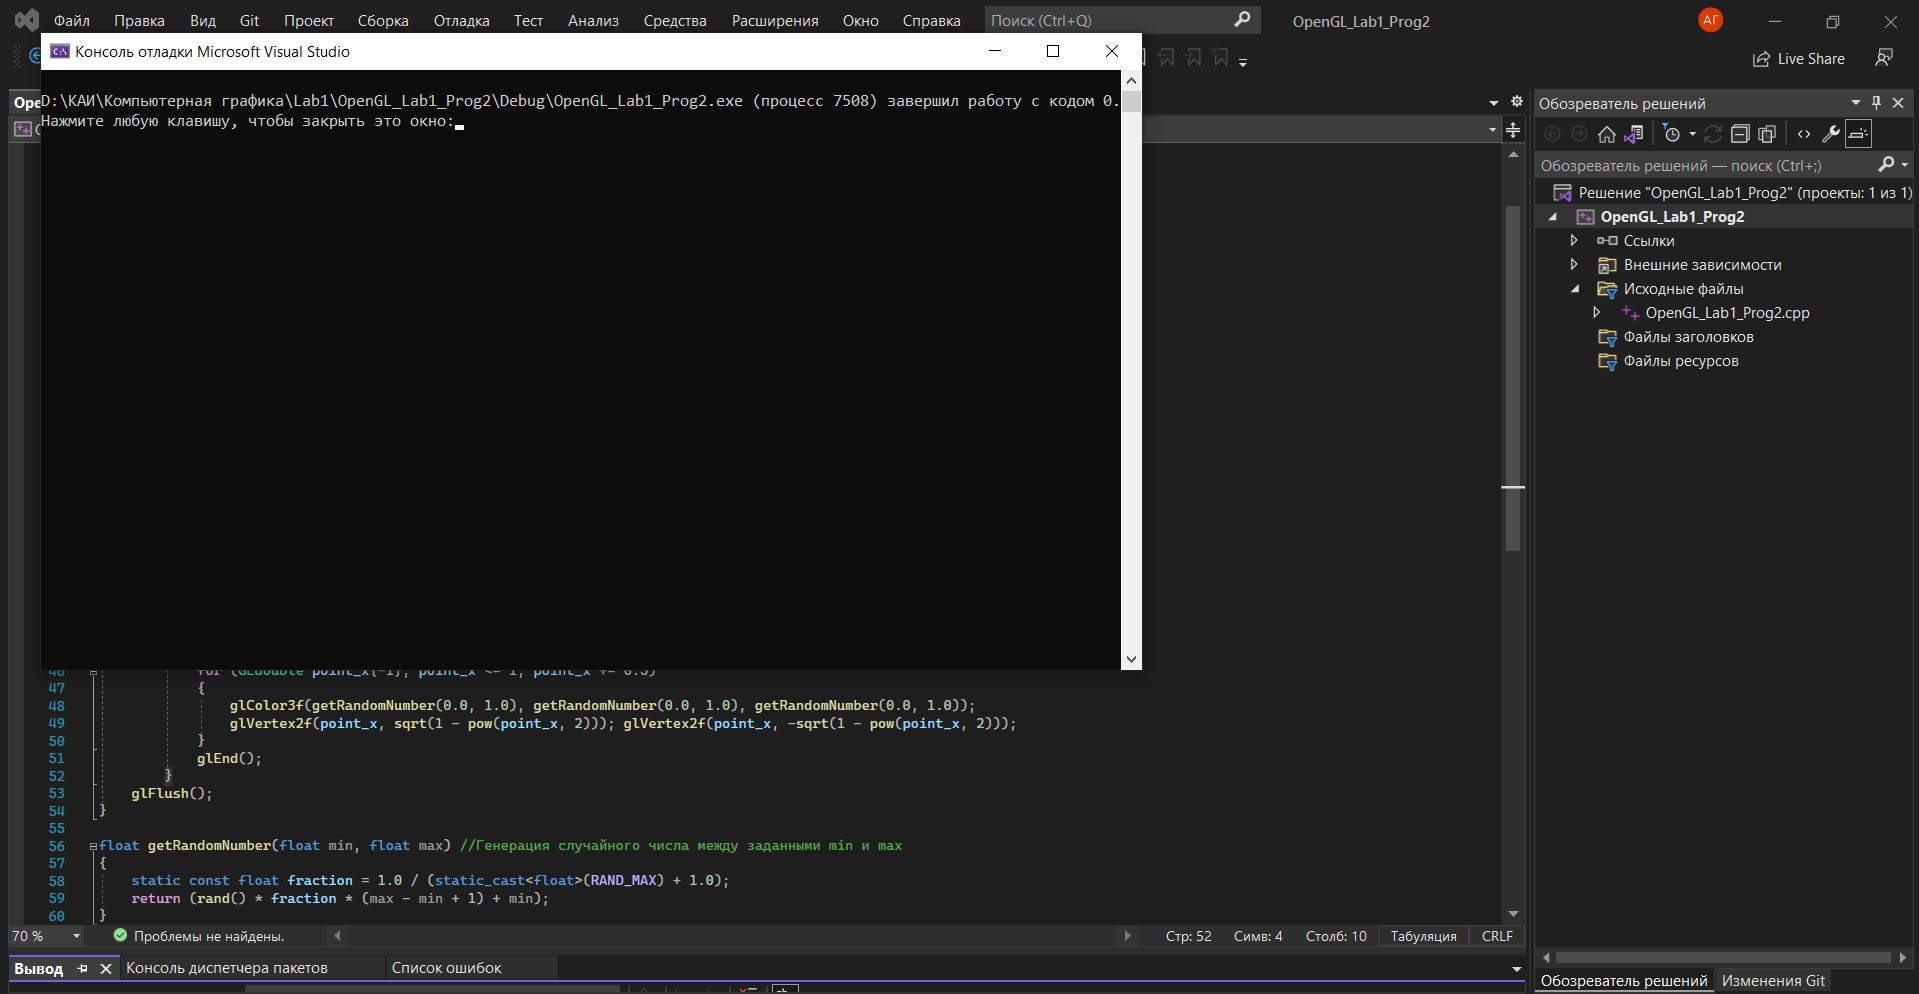 Файл Правка Вид Git Проект Сборка Отладка Тест Анализ Средства Расширения Окно Справка Поиск (Ctrl+Q) OpenGL_Lab1_Prog2 АГ
Live Share
Консоль отладки Microsoft Visual Studio
D:\КАИ\Компьютерная графика\Lab1\OpenGL_Lab1_Prog2\Debug\OpenGL_Lab1_Prog2.exe (процесс 7508) завершил работу с кодом 0.
Нажмите любую клавишу, чтобы закрыть это окно:
Ope
47 {
48 glColor3f(getRandomNumber(0.0, 1.0), getRandomNumber(0.0, 1.0), getRandomNumber(0.0, 1.0));
49 glVertex2f(point_x, sqrt(1 - pow(point_x, 2))); glVertex2f(point_x, -sqrt(1 - pow(point_x, 2)));
50 }
51 glEnd();
52 }
53 glFlush();
54 }
55
56 float getRandomNumber(float min, float max) //Генерация случайного числа между заданными min и max
57 {
58 static const float fraction = 1.0 / (static_cast<float>(RAND_MAX) + 1.0);
59 return (rand() * fraction * (max - min + 1) + min);
60 }
70 % Проблемы не найдены. Стр: 52 Симв: 4 Столб: 10 Табуляция CRLF
Вывод Консоль диспетчера пакетов Список ошибок
Обозреватель решений
Обозреватель решений — поиск (Ctrl+;)
Решение "OpenGL_Lab1_Prog2" (проекты: 1 из 1)
OpenGL_Lab1_Prog2
Ссылки
Внешние зависимости
Исходные файлы
OpenGL_Lab1_Prog2.cpp
Файлы заголовков
Файлы ресурсов
Обозреватель решений Изменения Git